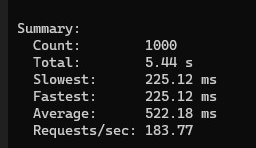 Summary:
Count: 1000
Total: 5.44 s
Slowest: 225.12 ms
Fastest: 225.12 ms
Average: 522.18 ms
Requests/sec: 183.77